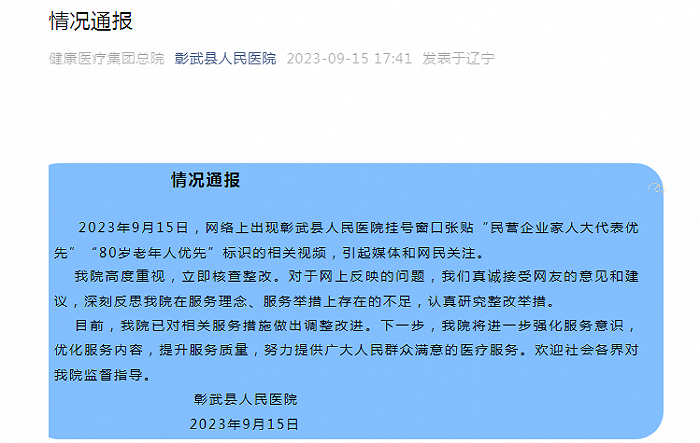 情况通报
健康医疗集团总院 彰武县人民医院 2023-09-15 17:41 发表于辽宁
情况通报
2023年9月15日，网络上出现彰武县人民医院挂号窗口张贴“民营企业家人大代表优
先”“80岁老年人优先”标识的相关视频，引起媒体和网民关注。
我院高度重视，立即核查整改。对于网上反映的问题，我们真诚接受网友的意见和建
议，深刻反思我院在服务理念、服务举措上存在的不足，认真研究整改举措。
目前，我院已对相关服务措施做出调整改进。下一步，我院将进一步强化服务意识，
优化服务内容，提升服务质量，努力提供广大人民群众满意的医疗服务。欢迎社会各界对
我院监督指导。
彰武县人民医院
2023年9月15日